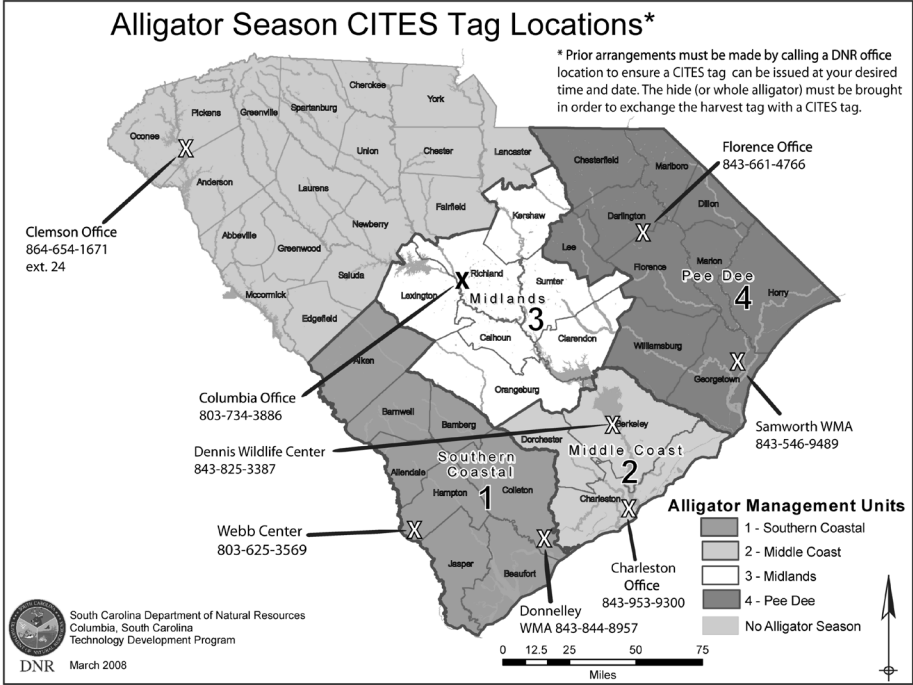 Alligator Season CITES Tag Locations*
* Prior arrangements must be made by calling a DNR office
location to ensure a CITES tag can be issued at your desired
time and date. The hide (or whole alligator) must be brought
in order to exchange the harvest tag with a CITES tag.
Cherokee
York
Pickens
Greenville
Spartanburg
Oconee
Union
Chester
Lancaster
Chesterfield
Marlboro
Florence Office
843-661-4766
Anderson
Laurens
Fairfield
Kershaw
Darlington
Dillon
Clemson Office
864-654-1671
ext. 24
Abbeville
Greenwood
Newberry
Lee
Marion
Florence
Pee Dee
4
Saluda
Richland
Sumter
Horry
Mccormick
Lexington
Midlands
3
Edgefield
Calhoun
Clarendon
Williamsburg
Aiken
Orangeburg
Georgetown
Columbia Office
803-734-3886
Barnwell
Bamberg
Berkeley
Samworth WMA
843-546-9489
Dennis Wildlife Center
843-825-3387
Dorchester
Middle Coast
2
Southern
Coastal
1
Allendale
Hampton
Colleton
Charleston
Webb Center
803-625-3569
Jasper
Beaufort
Charleston
Office
843-953-9300
Donnelley
WMA 843-844-8957
Alligator Management Units
1 - Southern Coastal
2 - Middle Coast
3 - Midlands
4 - Pee Dee
No Alligator Season
South Carolina Department of Natural Resources
Columbia, South Carolina
Technology Development Program
DNR
March 2008
0 12.5 25 50 75
Miles